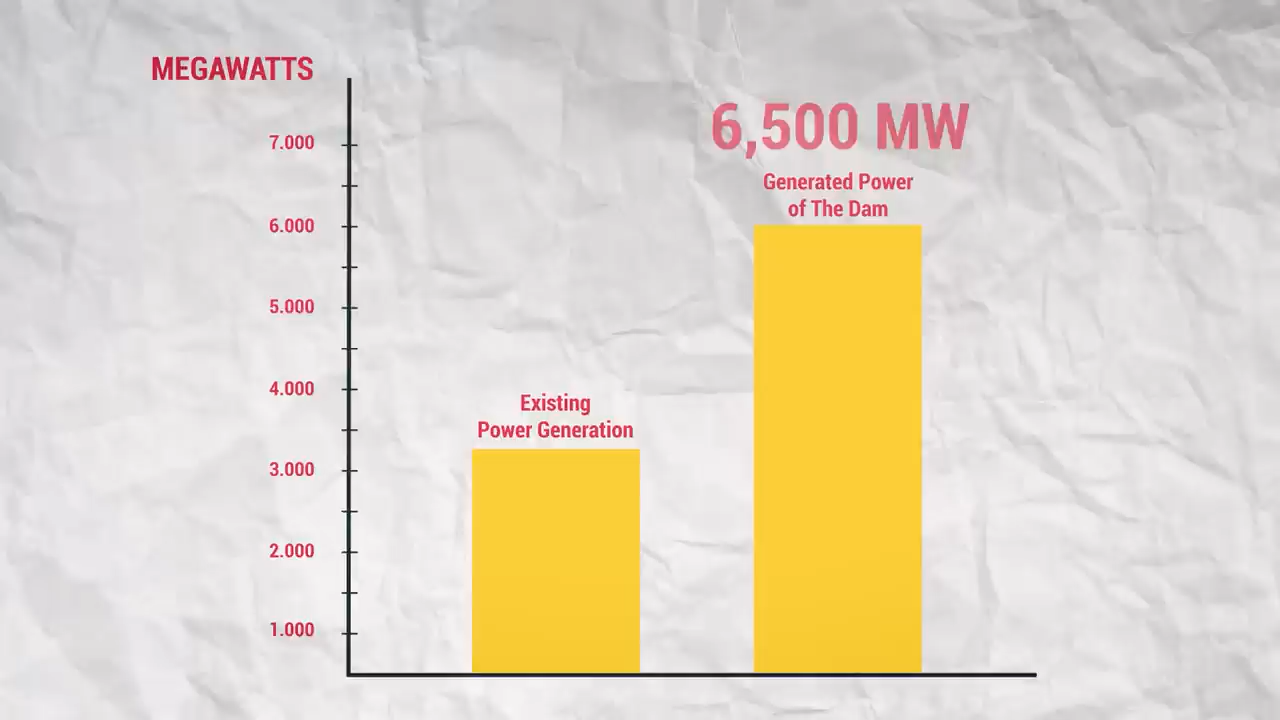 MEGAWATTS
7.000
6.000
5.000
4.000
3.000
2.000
1.000
6,500 MW
Generated Power
of The Dam
Existing
Power Generation